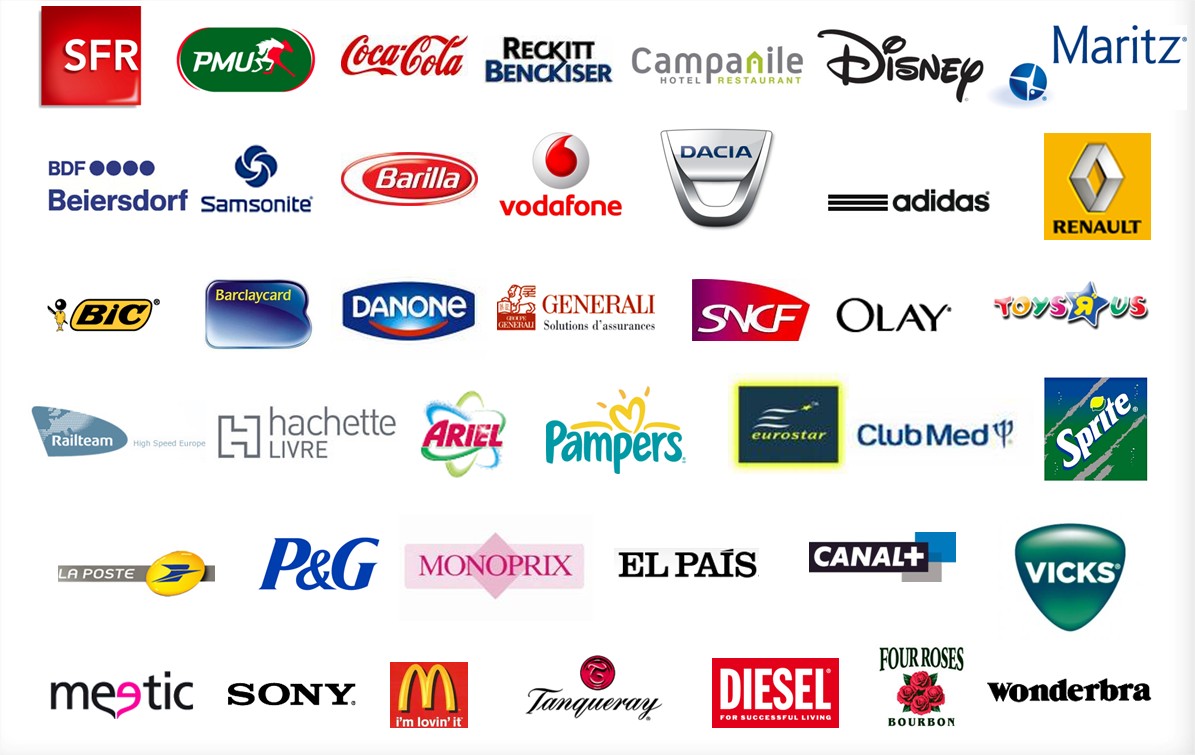 SFR
PMU
Coca-Cola
RECKITT
BENCKISER
Campanile
HOTEL RESTAURANT
DISNEY
Maritz®
BDF
Beiersdorf
Samsonite®
Barilla
vodafone
DACIA
adidas®
RENAULT
BiC®
Barclaycard
DANONE
GROUPE
GENERALI
GENERALI
Solutions d'assurances
SNCF
OLAY®
TOYS R US
Railteam
High Speed Europe
hachette
LIVRE
ARIEL
Pampers®
eurostar™
Club Med
Sprite®
LA POSTE
P&G
MONOPRIX
EL PAÍS
CANAL+
VICKS®
meetic
SONY®
M
i'm lovin' it®
T
Tanqueray®
DIESEL®
FOR SUCCESSFUL LIVING
FOUR ROSES
BOURBON
wonderbra